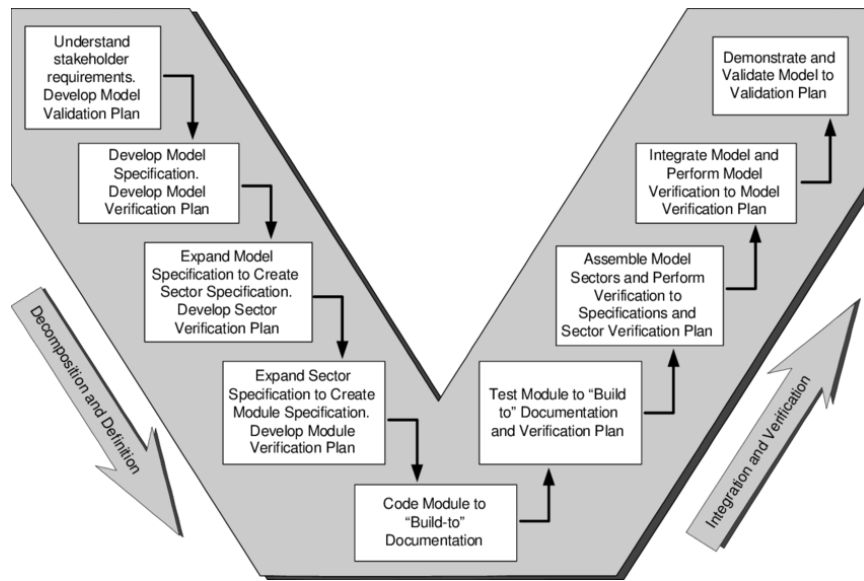 Understand
stakeholder
requirements.
Develop Model
Validation Plan
Develop Model
Specification.
Develop Model
Verification Plan
Expand Model
Specification to Create
Sector Specification.
Develop Sector
Verification Plan
Expand Sector
Specification to Create
Module Specification.
Develop Module
Verification Plan
Code Module to
“Build-to”
Documentation
Test Module to “Build
to” Documentation
and Verification Plan
Assemble Model
Sectors and Perform
Verification to
Specifications and
Sector Verification Plan
Integrate Model and
Perform Model
Verification to Model
Verification Plan
Demonstrate and
Validate Model to
Validation Plan
Decomposition and Definition
Integration and Verification